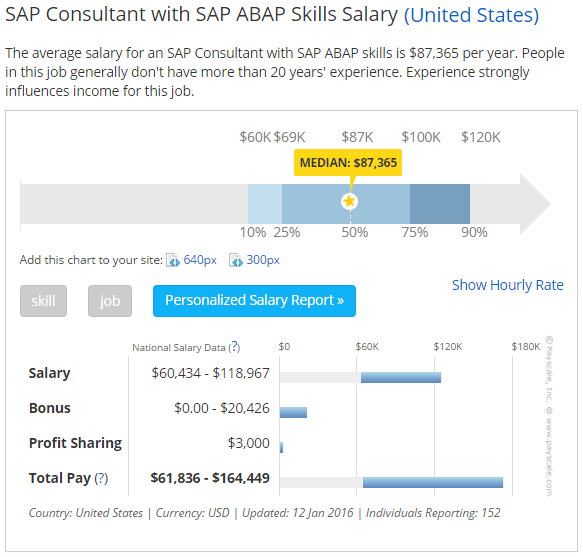 SAP Consultant with SAP ABAP Skills Salary (United States)
The average salary for an SAP Consultant with SAP ABAP skills is $87,365 per year. People
in this job generally don't have more than 20 years' experience. Experience strongly
influences income for this job.
$60K $69K $87K $100K $120K
MEDIAN: $87,365
10% 25% 50% 75% 90%
Add this chart to your site: 640px 300px
Show Hourly Rate
skill job Personalized Salary Report »
National Salary Data (?) $0 $60K $120K $180K
Salary $60,434 - $118,967
Bonus $0.00 - $20,426
Profit Sharing $3,000
Total Pay (?) $61,836 - $164,449
© Payscale, Inc. @ www.payscale.com
Country: United States | Currency: USD | Updated: 12 Jan 2016 | Individuals Reporting: 152